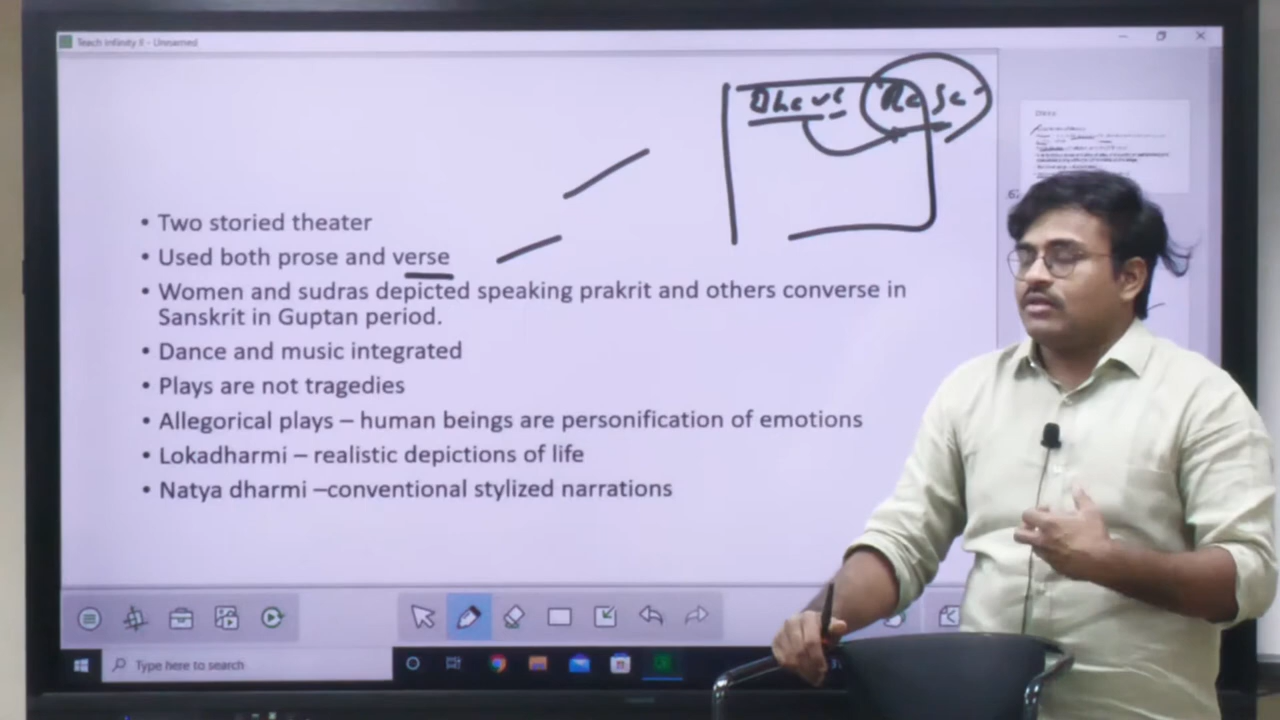 Teach Infinity II - Unnamed
• Two storied theater
• Used both prose and verse
• Women and sudras depicted speaking prakrit and others converse in
Sanskrit in Guptan period.
• Dance and music integrated
• Plays are not tragedies
• Allegorical plays – human beings are personification of emotions
• Lokadharmi – realistic depictions of life
• Natya dharmi –conventional stylized narrations
Type here to search